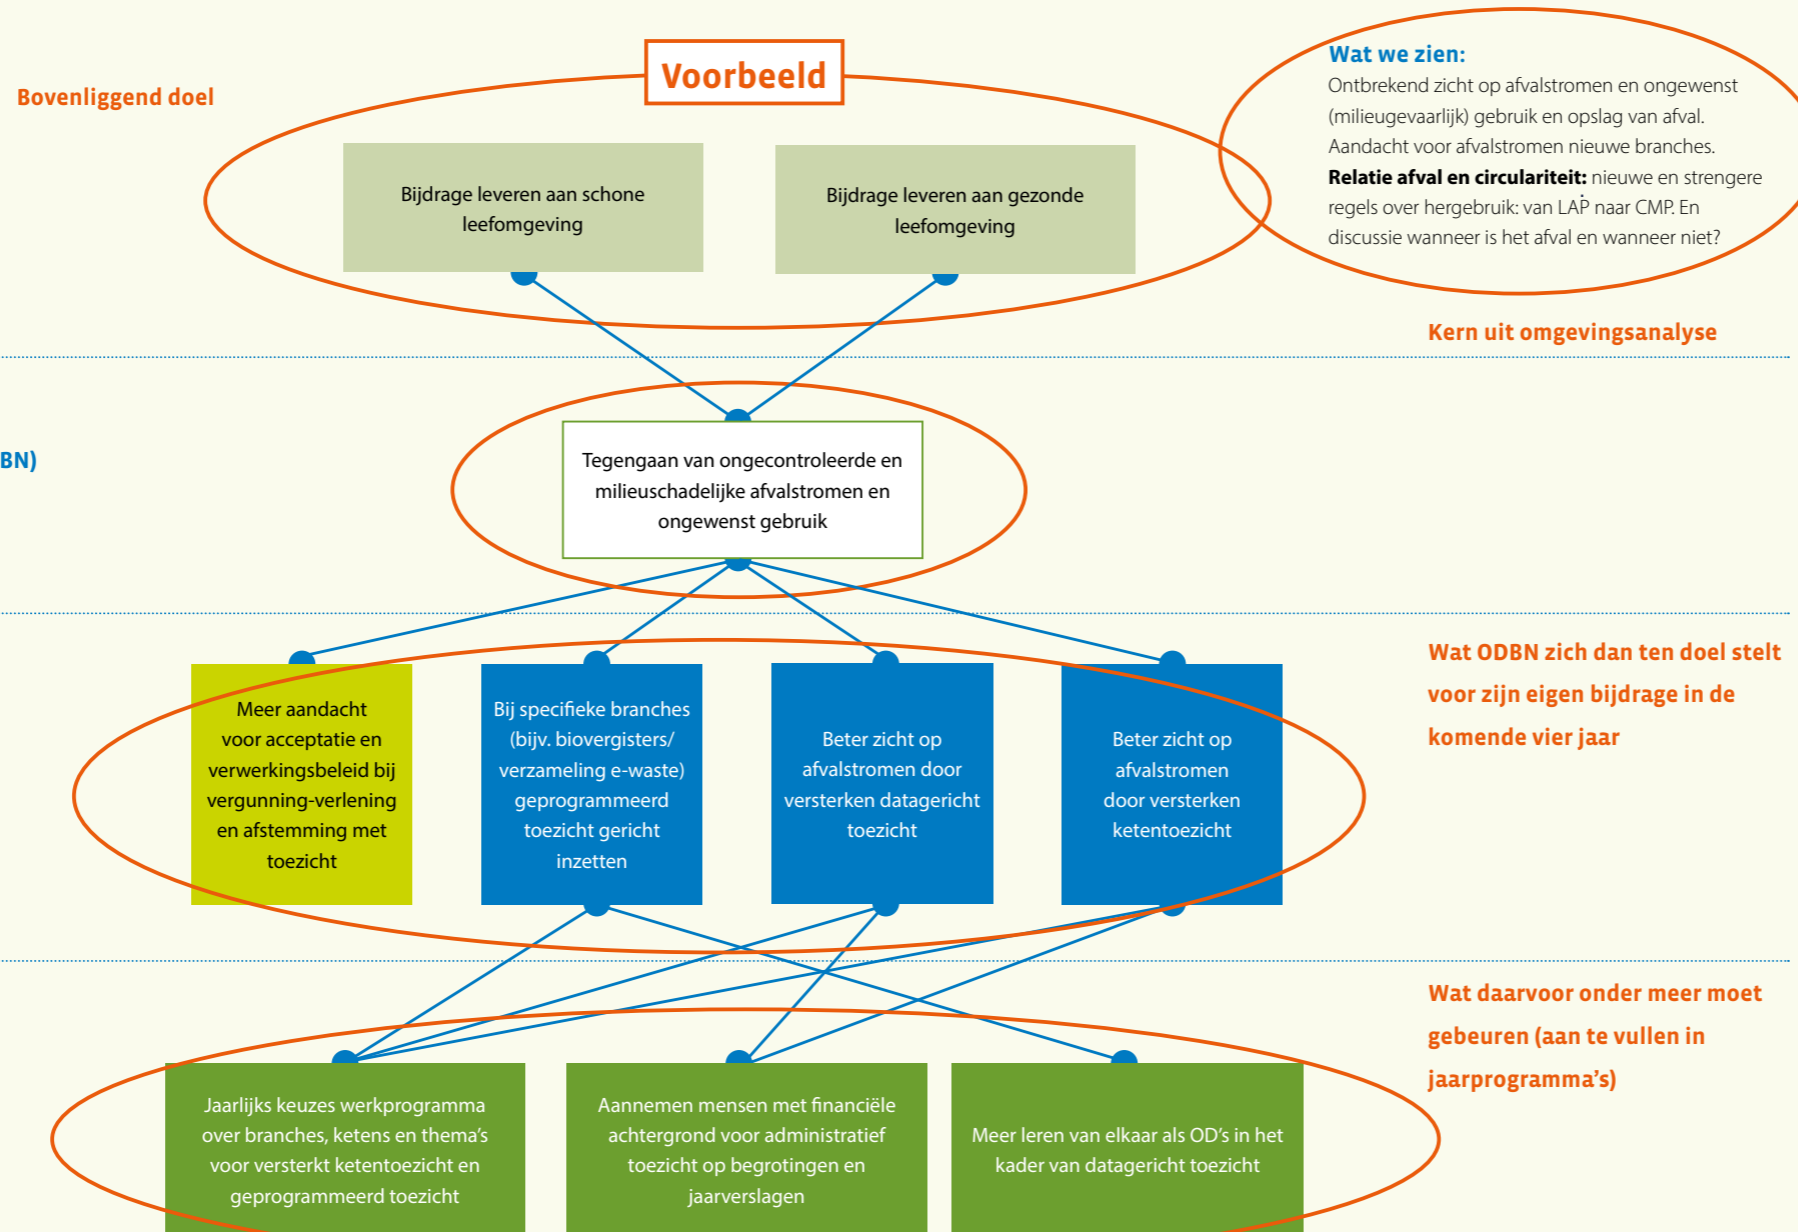 Bovenliggend doel
Voorbeeld
Bijdrage leveren aan schone
leefomgeving
Bijdrage leveren aan gezonde
leefomgeving
Wat we zien:
Ontbrekend zicht op afvalstromen en ongewenst
(milieugevaarlijk) gebruik en opslag van afval.
Aandacht voor afvalstromen nieuwe branches.
Relatie afval en circulariteit: nieuwe en strengere
regels over hergebruik: van LAP naar CMP. En
discussie wanneer is het afval en wanneer niet?
Kern uit omgevingsanalyse
BN)
Tegengaan van ongecontroleerde en
milieuschadelijke afvalstromen en
ongewenst gebruik
Meer aandacht
voor acceptatie en
verwerkingsbeleid bij
vergunning-verlening
en afstemming met
toezicht
Bij specifieke branches
(bijv. biovergisters/
verzameling e-waste)
geprogrammeerd
toezicht gericht
inzetten
Beter zicht op
afvalstromen door
versterken datagericht
toezicht
Beter zicht op
afvalstromen
door versterken
ketentoezicht
Wat ODBN zich dan ten doel stelt
voor zijn eigen bijdrage in de
komende vier jaar
Jaarlijks keuzes werkprogramma
over branches, ketens en thema's
voor versterkt ketentoezicht en
geprogrammeerd toezicht
Aannemen mensen met financiële
achtergrond voor administratief
toezicht op begrotingen en
jaarverslagen
Meer leren van elkaar als OD's in het
kader van datagericht toezicht
Wat daarvoor onder meer moet
gebeuren (aan te vullen in
jaarprogramma's)